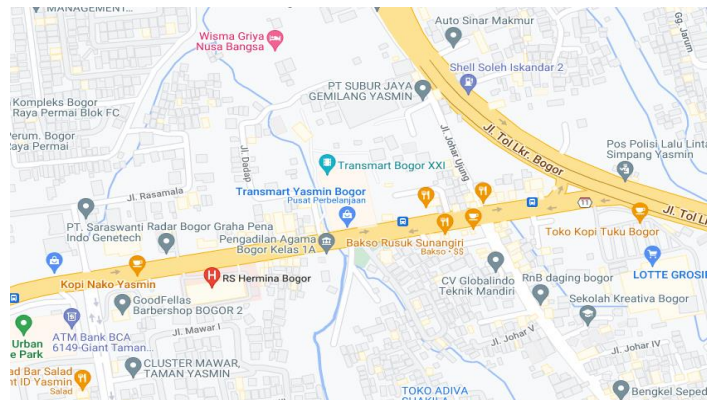 MANAGEMENT...
Auto Sinar Makmur
Gg. Jarum
Wisma Griya
Nusa Bangsa
Shell Soleh Iskandar 2
PT SUBUR JAYA
GEMILANG YASMIN
Kompleks Bogor
Raya Permai Blok FC
Perum. Bogor
Raya Permai
Jl. Dadap
Jl. Johar Ujung
Jl. Tol Lkr. Bogor
Pos Polisi Lalu Linta
Simpang Yasmin
Transmart Bogor XXI
Jl. Rasamala
Transmart Yasmin Bogor
Pusat Perbelanjaan
11
Jl. Tol L
PT. Saraswanti
Indo Genetech
Radar Bogor Graha Pena
Pengadilan Agama
Bogor Kelas 1A
Bakso Rusuk Sunangiri
Bakso • $$
Toko Kopi Tuku Bogor
Kopi Nako Yasmin
H
RS Hermina Bogor
CV Globalindo
Teknik Mandiri
RnB daging bogor
LOTTE GROSIR
GoodFellas
Barbershop BOGOR 2
Sekolah Kreativa Bogor
Jl. Mawar I
Jl. Johar V
Jl. Johar IV
Urban
e Park
ATM Bank BCA
6149-Giant Taman...
CLUSTER MAWAR,
TAMAN YASMIN
ad Bar Salad
nt ID Yasmin
Salad
TOKO ADIVA
Bengkel Seped